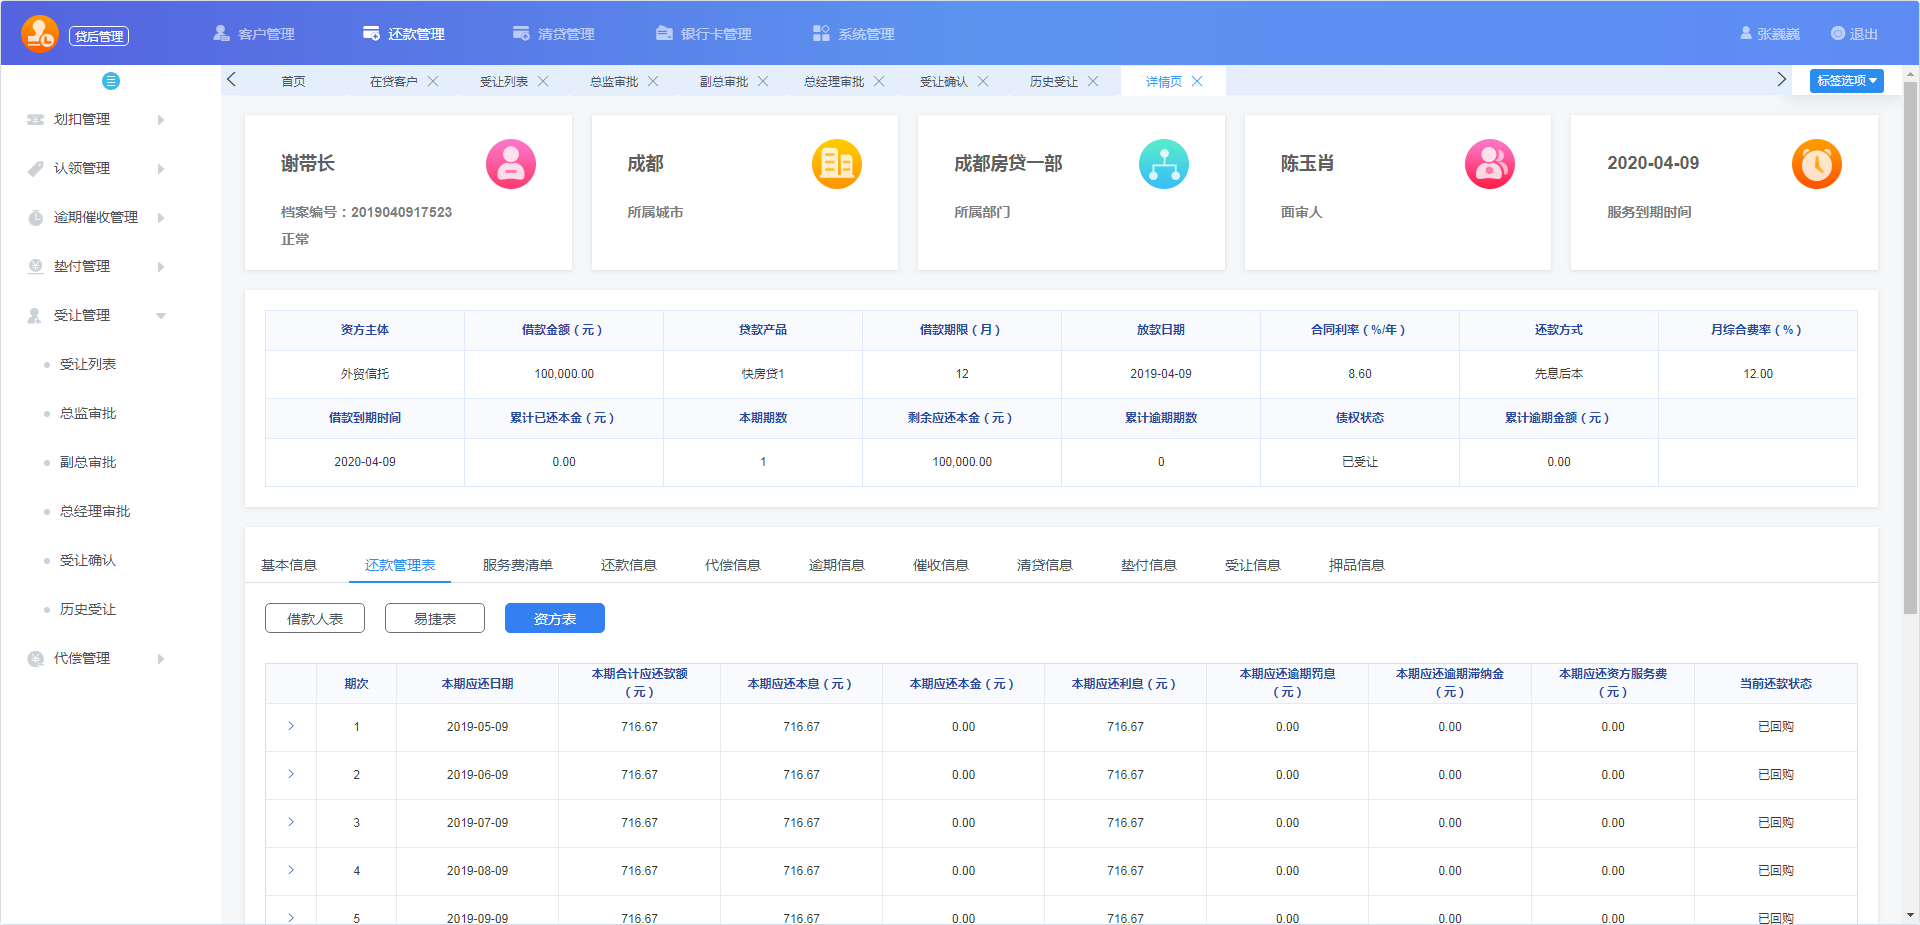 贷后管理 客户管理 还款管理 清贷管理 银行卡管理 系统管理 张巍巍 退出
首页 在贷客户 受让列表 总监审批 副总审批 总经理审批 受让确认 历史受让 详情页 标签选项
划扣管理
认领管理
逾期催收管理
垫付管理
受让管理
受让列表
总监审批
副总审批
总经理审批
受让确认
历史受让
代偿管理
谢带长
档案编号：2019040917523
正常
成都
所属城市
成都房贷一部
所属部门
陈玉肖
面审人
2020-04-09
服务到期时间
资方主体 借款金额（元） 贷款产品 借款期限（月） 放款日期 合同利率（%/年） 还款方式 月综合费率（%）
外贸信托 100,000.00 快房贷1 12 2019-04-09 8.60 先息后本 12.00
借款到期时间 累计已还本金（元） 本期期数 剩余应还本金（元） 累计逾期期数 债权状态 累计逾期金额（元）
2020-04-09 0.00 1 100,000.00 0 已受让 0.00
基本信息 还款管理表 服务费清单 还款信息 代偿信息 逾期信息 催收信息 清贷信息 垫付信息 受让信息 押品信息
借款人表 易捷表 资方表
期次 本期应还日期 本期合计应还款额（元） 本期应还本息（元） 本期应还本金（元） 本期应还利息（元） 本期应还逾期罚息（元） 本期应还逾期滞纳金（元） 本期应还资方服务费（元） 当前还款状态
1 2019-05-09 716.67 716.67 0.00 716.67 0.00 0.00 0.00 已回购
2 2019-06-09 716.67 716.67 0.00 716.67 0.00 0.00 0.00 已回购
3 2019-07-09 716.67 716.67 0.00 716.67 0.00 0.00 0.00 已回购
4 2019-08-09 716.67 716.67 0.00 716.67 0.00 0.00 0.00 已回购
5 2019-09-09 716.67 716.67 0.00 716.67 0.00 0.00 0.00 已回购